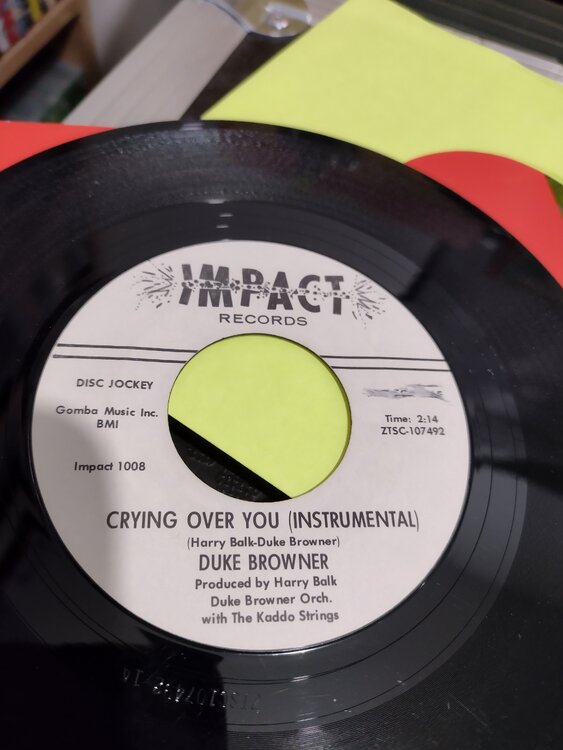 IMPACT
RECORDS
DISC JOCKEY
Gomba Music Inc.
BMI
Time: 2:14
ZTSC-107492
Impact 1008
CRYING OVER YOU (INSTRUMENTAL)
(Harry Balk-Duke Browner)
DUKE BROWNER
Produced by Harry Balk
Duke Browner Orch.
with The Kaddo Strings